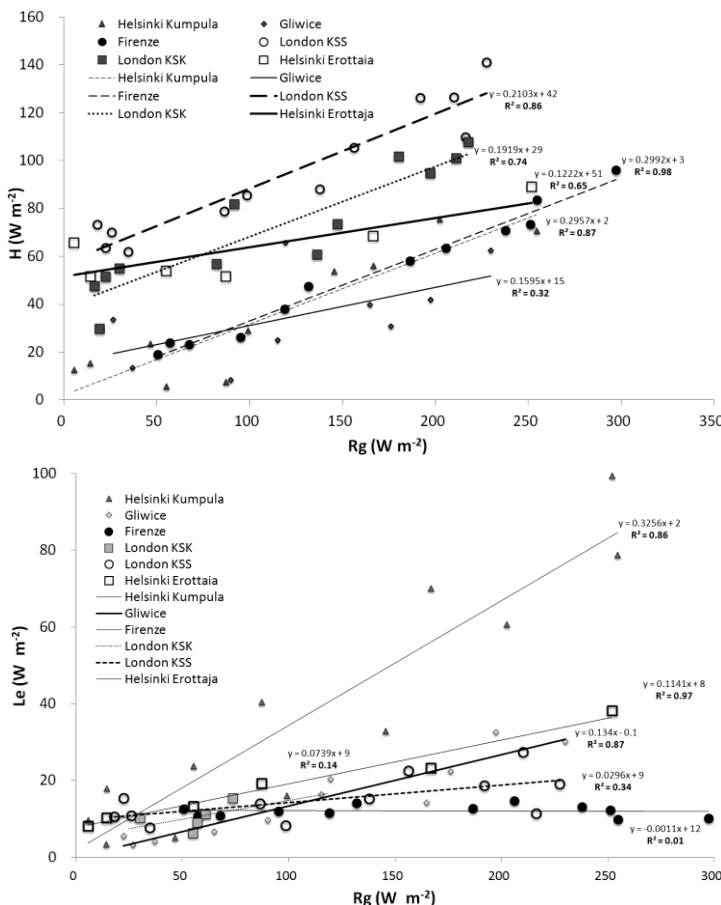 Helsinki Kumpula Gliwice
Firenze London KSS
London KSK Helsinki Erottaia
Helsinki Kumpula Gliwice
Firenze London KSS
London KSK Helsinki Erottaja
160
140
120
100
80
60
40
20
0
H (W m-2)
y = 0.2103x + 42
R² = 0.86
y = 0.1919x + 29
R² = 0.74
y = 0.2992x + 3
R² = 0.98
y = 0.1222x + 51
R² = 0.65
y = 0.2957x + 2
R² = 0.87
y = 0.1595x + 15
R² = 0.32
0 50 100 150 200 250 300 350
Rg (W m-2)
100
80
60
40
20
0
Le (W m-2)
Helsinki Kumpula
Gliwice
Firenze
London KSK
London KSS
Helsinki Erottaia
Helsinki Kumpula
Gliwice
Firenze
London KSK
London KSS
Helsinki Erottaja
y = 0.3256x + 2
R² = 0.86
y = 0.1141x + 8
R² = 0.97
y = 0.134x - 0.1
R² = 0.87
y = 0.0739x + 9
R² = 0.14
y = 0.0296x + 9
R² = 0.34
y = -0.0011x + 12
R² = 0.01
0 50 100 150 200 250 300
Rg (W m-2)